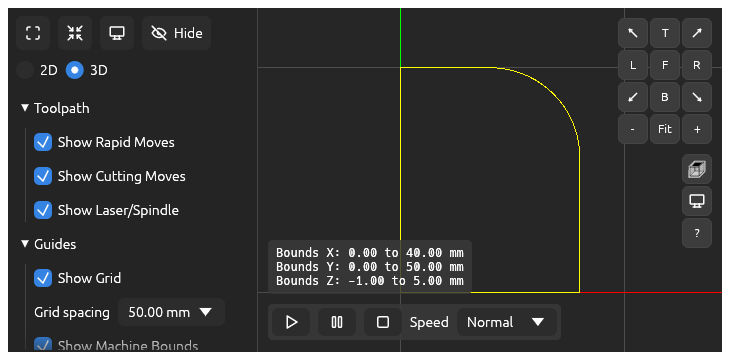 Hide
2D 3D
Toolpath
Show Rapid Moves
Show Cutting Moves
Show Laser/Spindle
Guides
Show Grid
Grid spacing 50.00 mm
Show Machine Bounds
T
L F R
B
- Fit +
?
Bounds X: 0.00 to 40.00 mm
Bounds Y: 0.00 to 50.00 mm
Bounds Z: -1.00 to 5.00 mm
Speed Normal